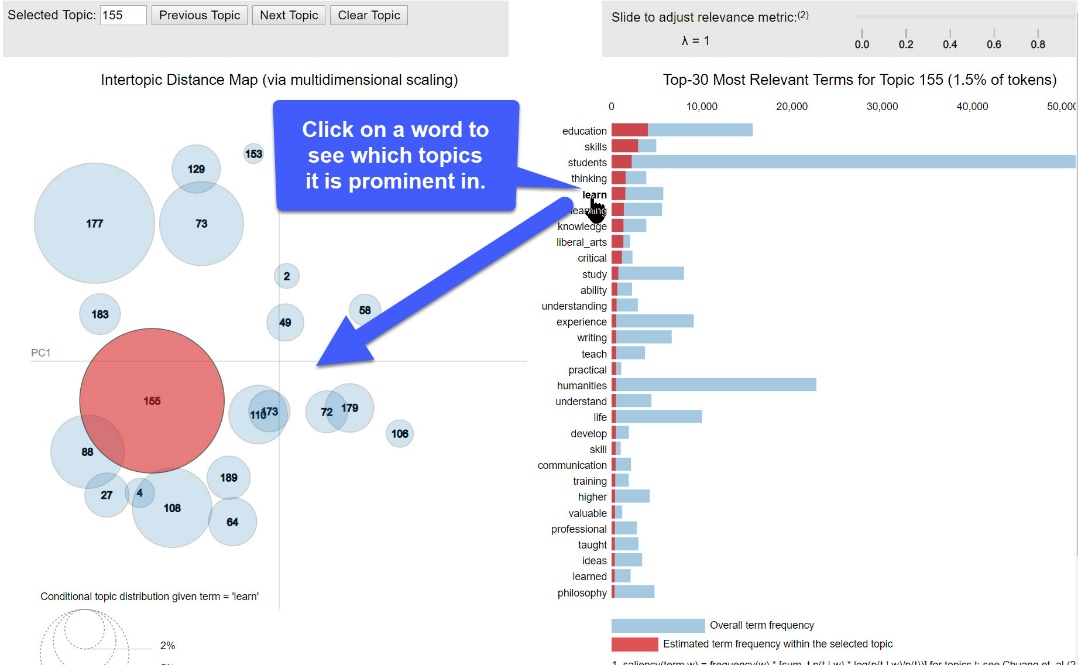 Selected Topic: 155 Previous Topic Next Topic Clear Topic
Slide to adjust relevance metric:(2)
λ = 1
0.0 0.2 0.4 0.6 0.8
Intertopic Distance Map (via multidimensional scaling)
Click on a word to
see which topics
it is prominent in.
153
129
177
73
2
58
49
183
PC1
155
110
173
72
179
106
88
27
4
108
189
64
Conditional topic distribution given term = 'learn'
2%
Top-30 Most Relevant Terms for Topic 155 (1.5% of tokens)
0 10,000 20,000 30,000 40,000 50,000
education
skills
students
thinking
learn
learning
knowledge
liberal_arts
critical
study
ability
understanding
experience
writing
teach
practical
humanities
understand
life
develop
skill
communication
training
higher
valuable
professional
taught
ideas
learned
philosophy
Overall term frequency
Estimated term frequency within the selected topic